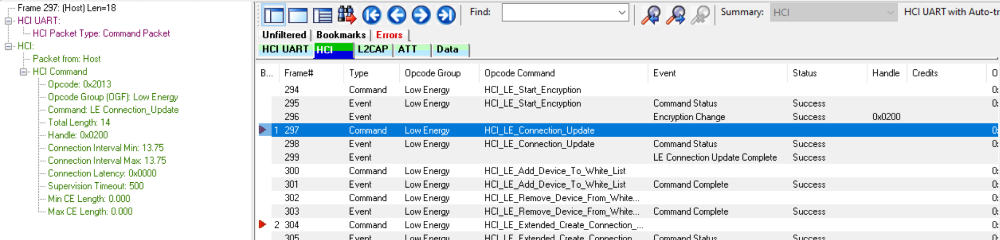 Frame 297: (Host) Len=18
HCI UART:
HCI Packet Type: Command Packet
HCI:
Packet from: Host
HCI Command
Opcode: 0x2013
Opcode Group (OGF): Low Energy
Command: LE Connection_Update
Total Length: 14
Handle: 0x0200
Connection Interval Min: 13.75
Connection Interval Max: 13.75
Connection Latency: 0x0000
Supervision Timeout: 500
Min CE Length: 0.000
Max CE Length: 0.000
Find: Summary: HCI HCI UART with Auto-tr
Unfiltered Bookmarks Errors
HCI UART HCI L2CAP ATT Data
B... Frame# Type Opcode Group Opcode Command Event Status Handle Credits O
294 Command Low Energy HCI_LE_Start_Encryption 0:
295 Event Low Energy HCI_LE_Start_Encryption Command Status Success 0:
296 Event Encryption Change Success 0x0200
1 297 Command Low Energy HCI_LE_Connection_Update 0:
298 Event Low Energy HCI_LE_Connection_Update Command Status Success 0:
299 Event LE Connection Update Complete Success
300 Command Low Energy HCI_LE_Add_Device_To_White_List 0:
301 Event Low Energy HCI_LE_Add_Device_To_White_List Command Complete Success 0:
302 Command Low Energy HCI_LE_Remove_Device_From_White... 0:
303 Event Low Energy HCI_LE_Remove_Device_From_White... Command Complete Success 0:
2 304 Command Low Energy HCI_LE_Extended_Create_Connection_... 0:
305 Event Low Energy HCI_LE_Extended_Create_Connection Command Status Success 0: